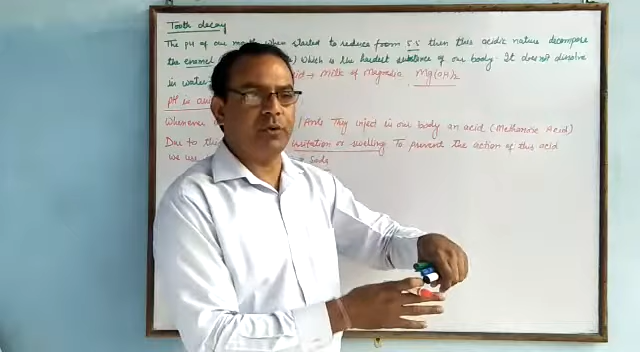 Tooth decay
The pH of our mouth when started to reduce from 5.5 then this acidic nature decompose
the enamel which is the hardest substance of our body. It does not dissolve
in water. → Milk of Magnesia Mg(OH)2
pH is
Whenever / Ants They inject in our body an acid (Methanoic Acid)
Due to this irritation or swelling To prevent the action of this acid
we use Soda